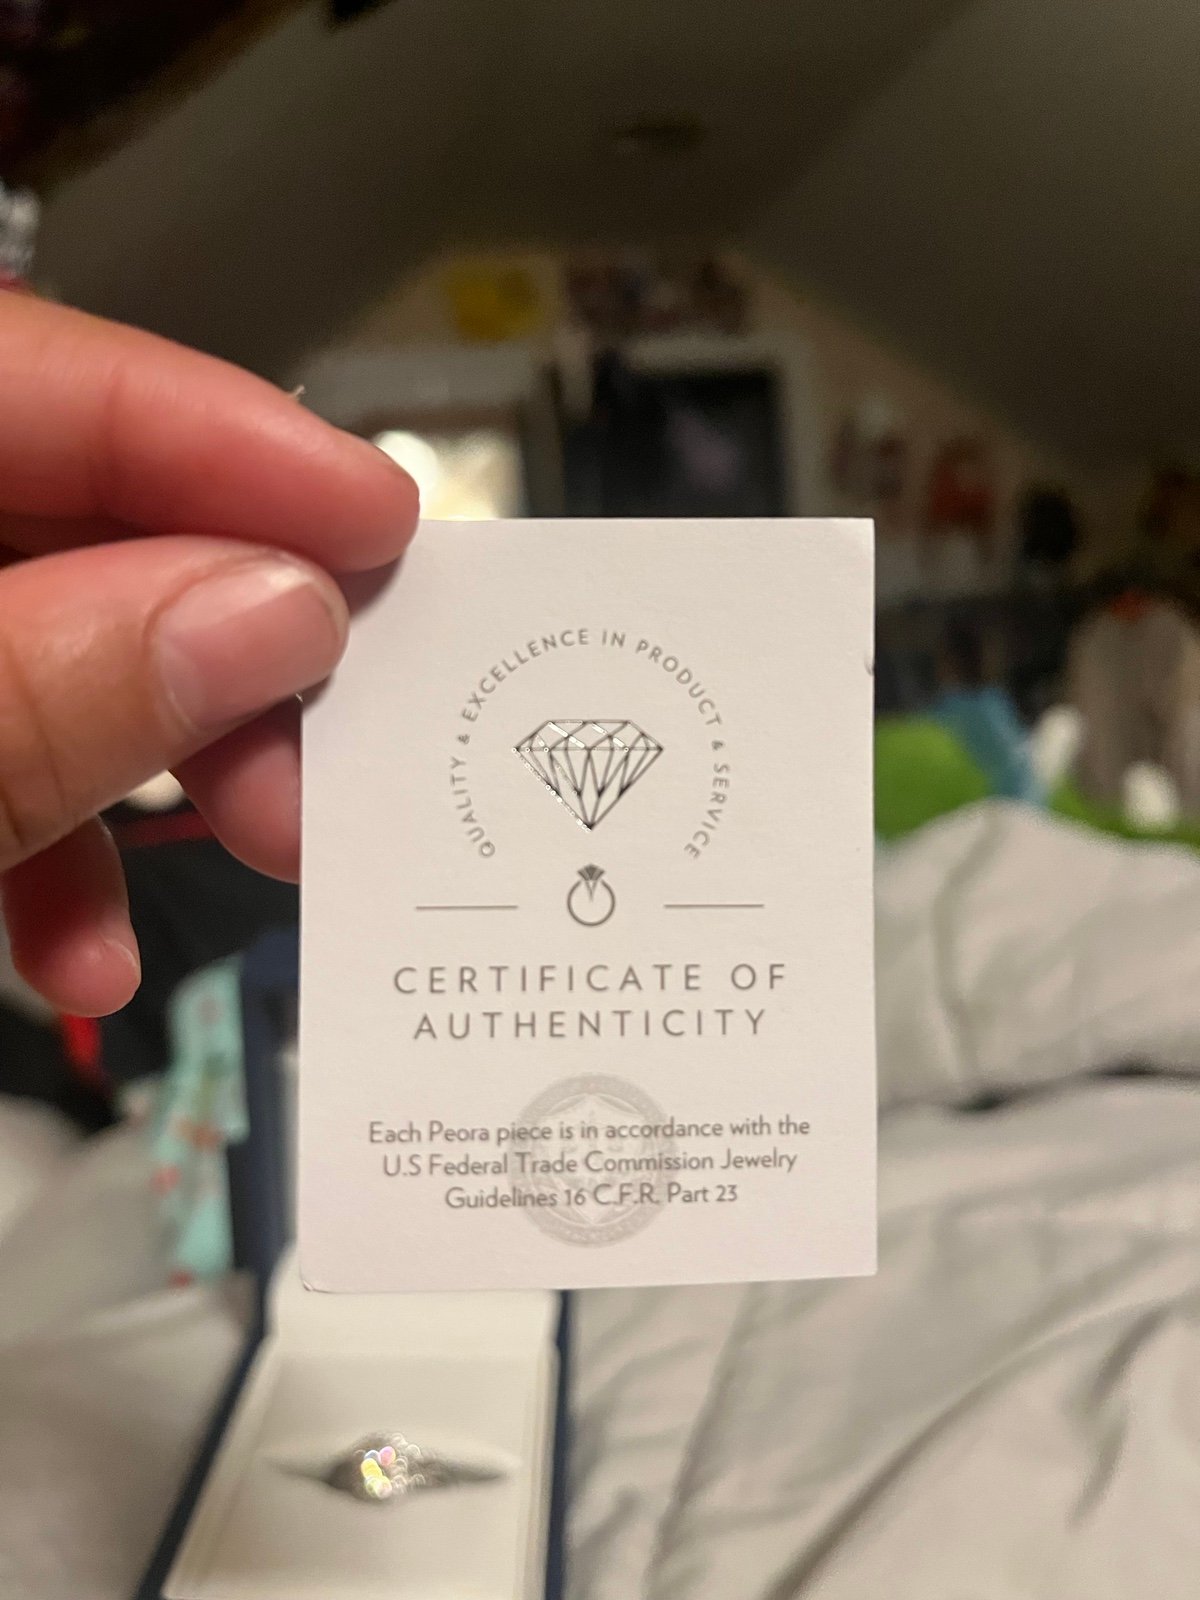 QUALITY & EXCELLENCE IN PRODUCT & SERVICE
CERTIFICATE OF
AUTHENTICITY
Each Peora piece is in accordance with the
U.S Federal Trade Commission Jewelry
Guidelines 16 C.F.R. Part 23